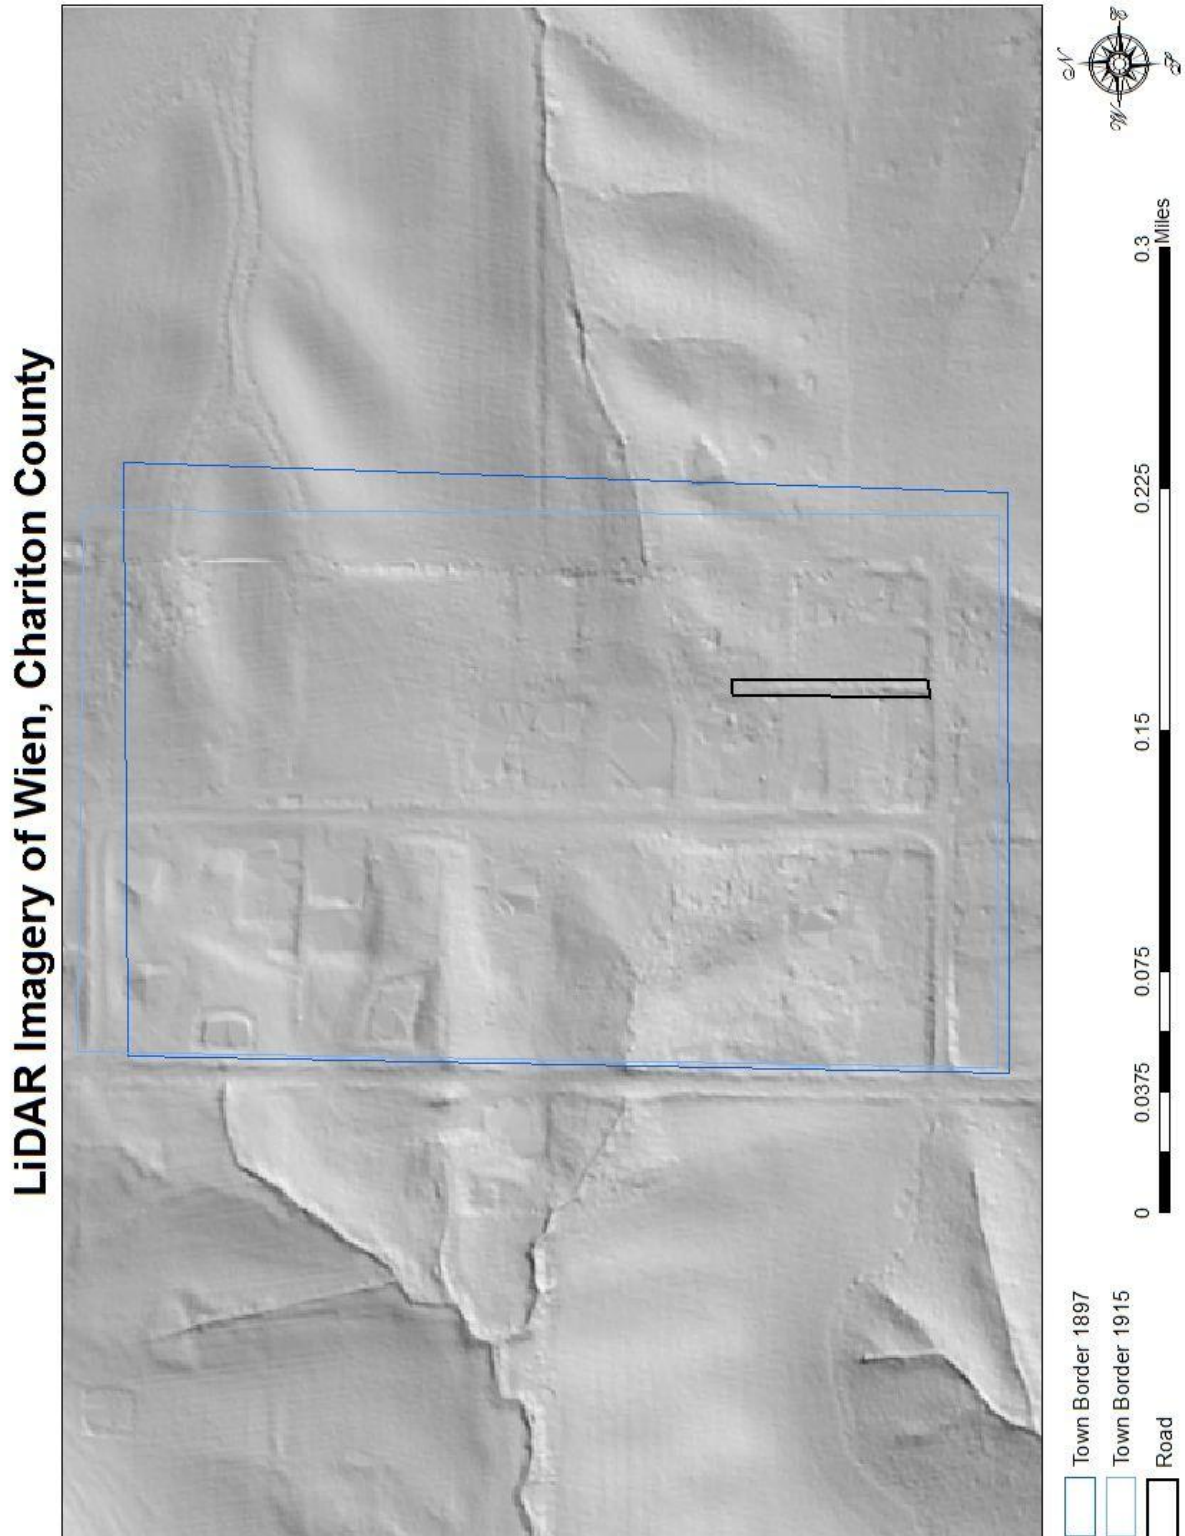 LiDAR Imagery of Wien, Chariton County
N
W E
S
0 0.0375 0.075 0.15 0.225 0.3
Miles
Town Border 1897
Town Border 1915
Road